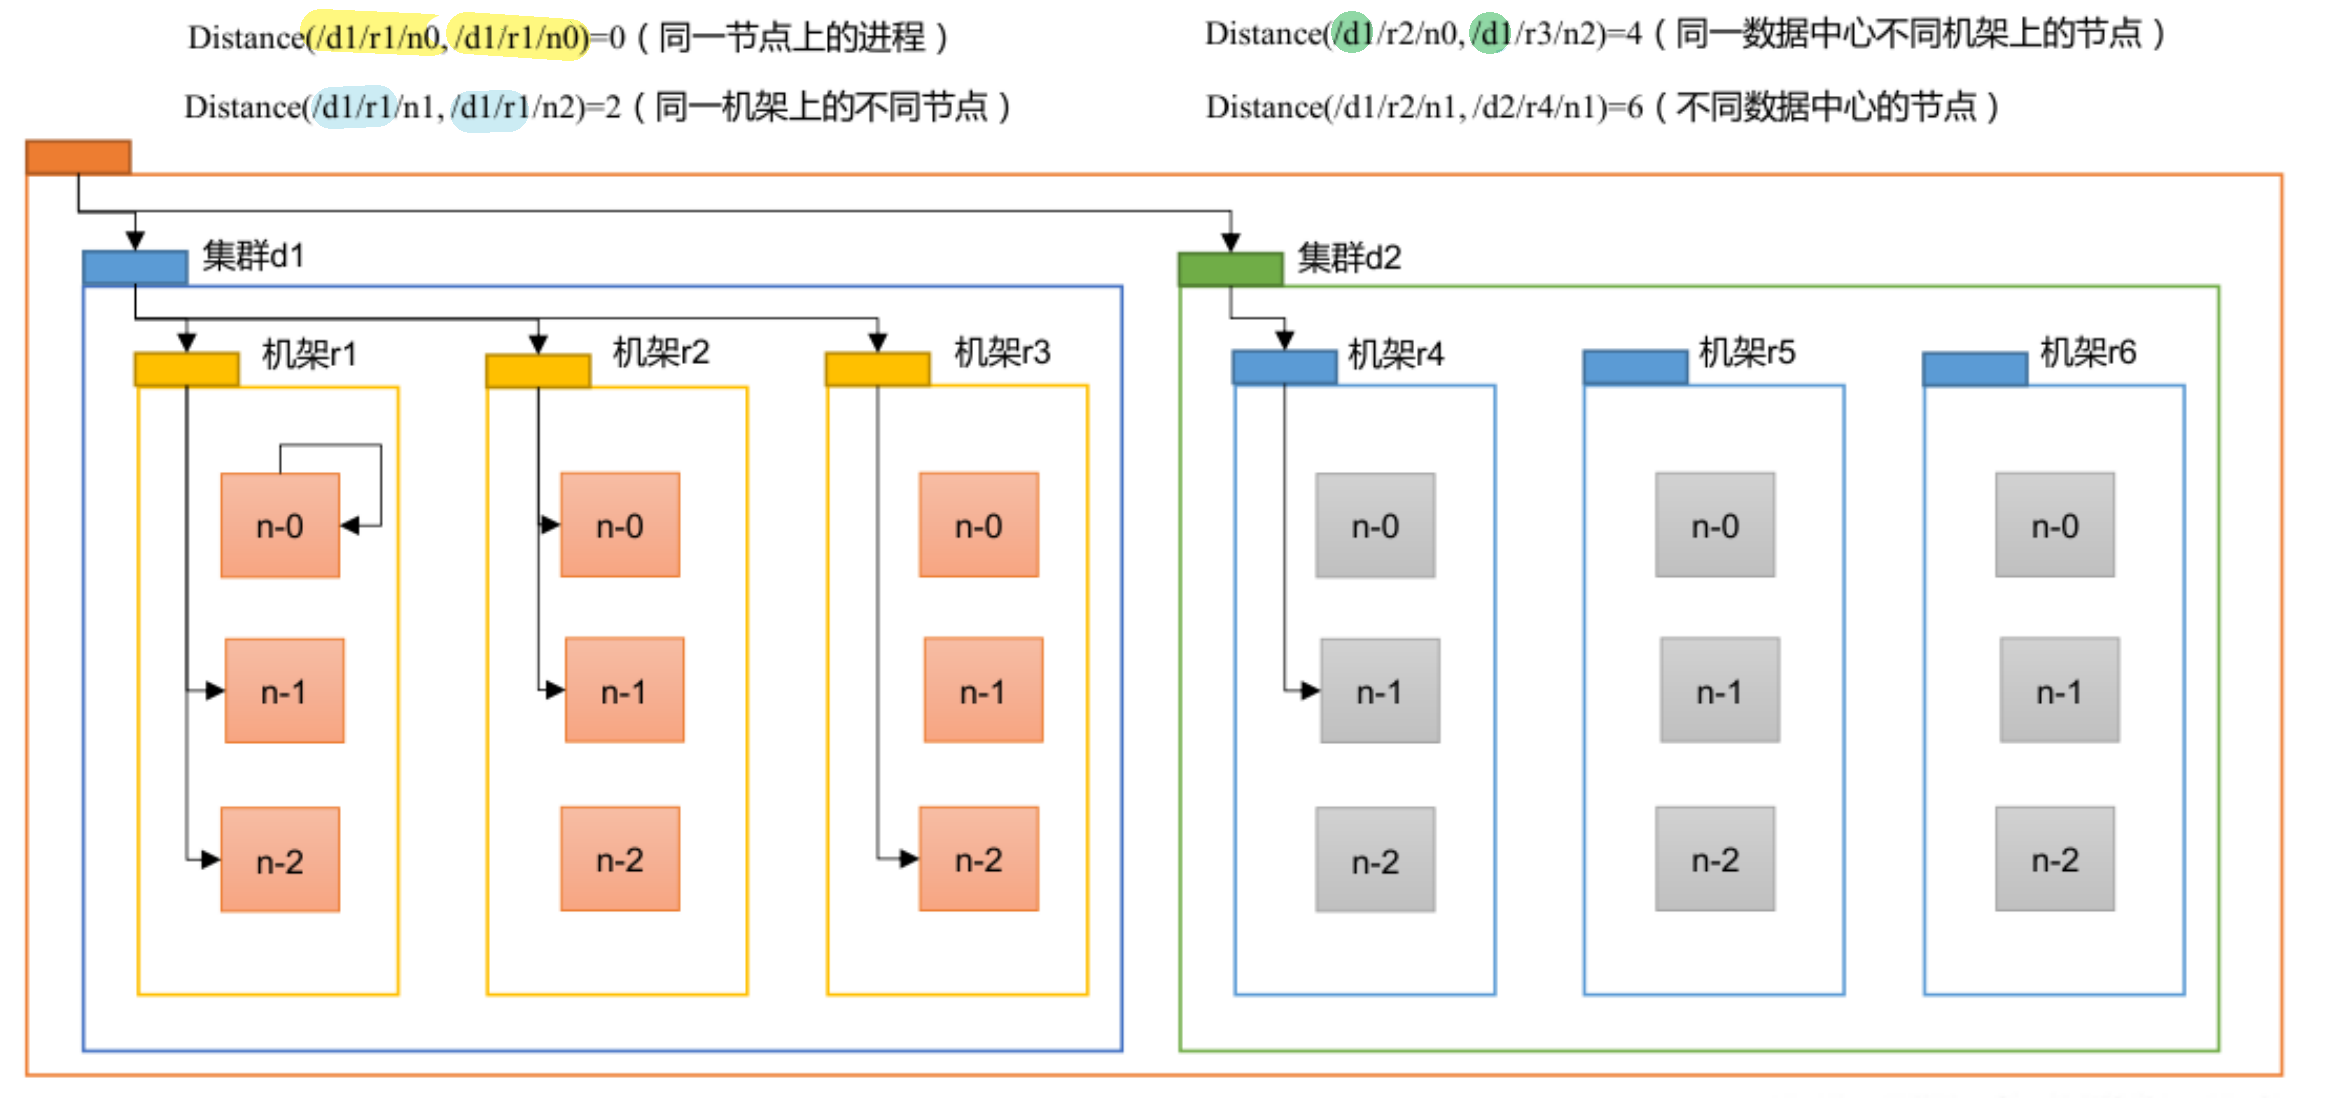 Distance(/d1/r1/n0, /d1/r1/n0)=0（同一节点上的进程）
Distance(/d1/r2/n0, /d1/r3/n2)=4（同一数据中心不同机架上的节点）
Distance(/d1/r1/n1, /d1/r1/n2)=2（同一机架上的不同节点）
Distance(/d1/r2/n1, /d2/r4/n1)=6（不同数据中心的节点）
集群d1
集群d2
机架r1
机架r2
机架r3
机架r4
机架r5
机架r6
n-0
n-0
n-0
n-0
n-0
n-0
n-1
n-1
n-1
n-1
n-1
n-1
n-2
n-2
n-2
n-2
n-2
n-2